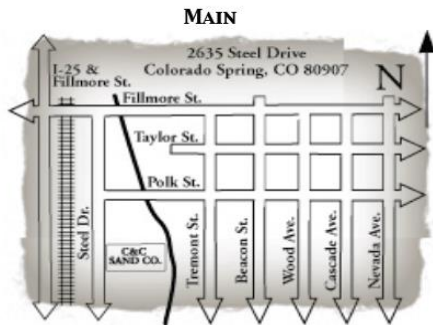 MAIN
2635 Steel Drive
Colorado Spring, CO 80907
N
I-25 &
Fillmore St.
Fillmore St.
Taylor St.
Polk St.
Steel Dr.
C&C
SAND CO.
Tremont St.
Beacon St.
Wood Ave.
Cascade Ave.
Nevada Ave.